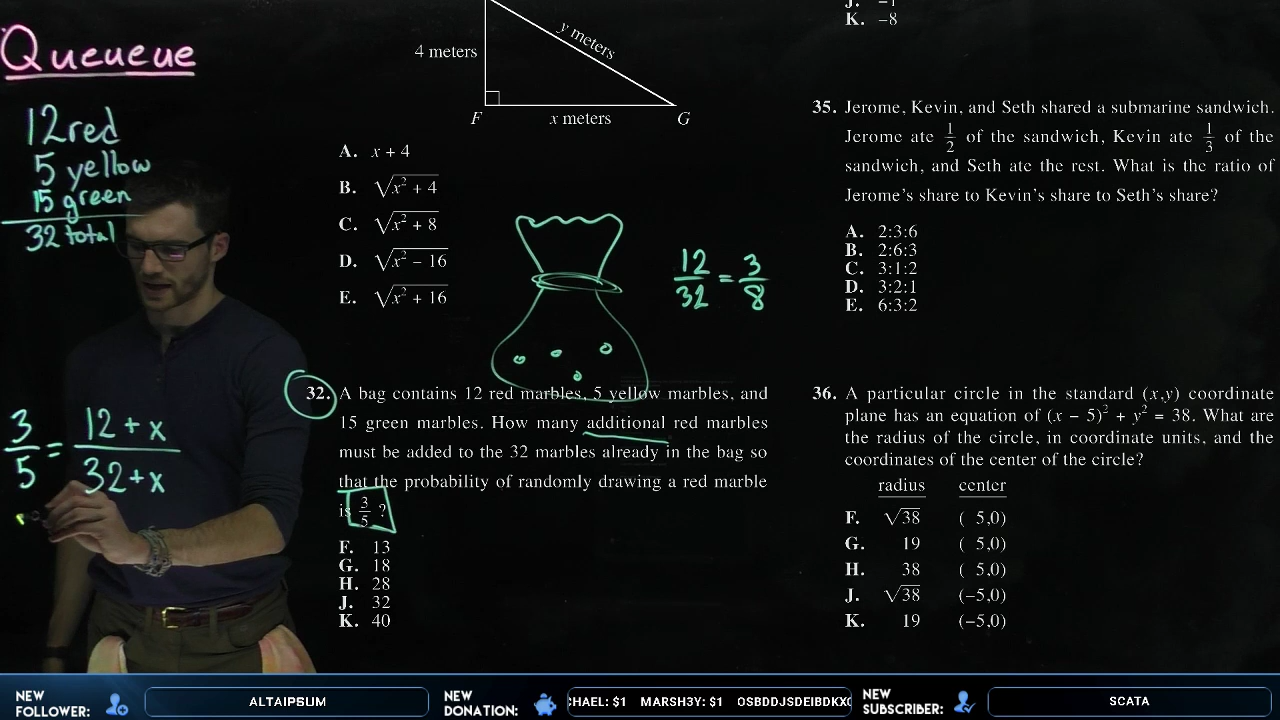 Queueue
12 red
5 yellow
15 green
32 total
3/5 = 12 + x / 32 + x
4 meters
y meters
F
x meters
G
A. x + 4
B. √x² + 4
C. √x² + 8
D. √x² − 16
E. √x² + 16
12/32 = 3/8
32. A bag contains 12 red marbles, 5 yellow marbles, and
15 green marbles. How many additional red marbles
must be added to the 32 marbles already in the bag so
that the probability of randomly drawing a red marble
is 3/5 ?
F. 13
G. 18
H. 28
J. 32
K. 40
J. −1
K. −8
35. Jerome, Kevin, and Seth shared a submarine sandwich.
Jerome ate 1/2 of the sandwich, Kevin ate 1/3 of the
sandwich, and Seth ate the rest. What is the ratio of
Jerome's share to Kevin's share to Seth's share?
A. 2:3:6
B. 2:6:3
C. 3:1:2
D. 3:2:1
E. 6:3:2
36. A particular circle in the standard (x,y) coordinate
plane has an equation of (x − 5)² + y² = 38. What are
the radius of the circle, in coordinate units, and the
coordinates of the center of the circle?
radius center
F. √38 ( 5,0)
G. 19 ( 5,0)
H. 38 ( 5,0)
J. √38 (−5,0)
K. 19 (−5,0)
NEW FOLLOWER: ALTAIPSUM
NEW DONATION: CHAEL: $1 MARSH3Y: $1 OSBDDJSDEIBDKX
NEW SUBSCRIBER: SCATA